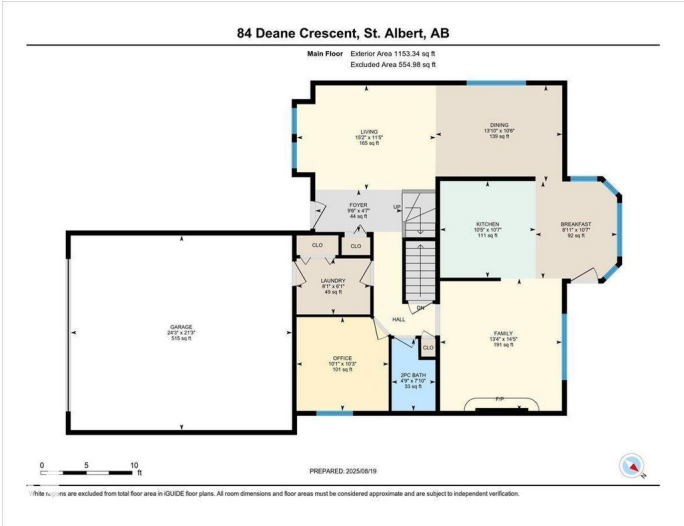 84 Deane Crescent, St. Albert, AB
Main Floor Exterior Area 1153.34 sq ft
Excluded Area 554.98 sq ft
LIVING
15'2" x 11'5"
165 sq ft
DINING
13'10" x 10'6"
139 sq ft
FOYER
9'6" x 4'7"
44 sq ft
UP
KITCHEN
10'5" x 10'7"
111 sq ft
BREAKFAST
8'11" x 10'7"
92 sq ft
CLO
CLO
LAUNDRY
8'1" x 6'1"
49 sq ft
GARAGE
24'3" x 21'3"
515 sq ft
DN
HALL
FAMILY
13'4" x 14'5"
191 sq ft
OFFICE
10'1" x 10'3"
101 sq ft
CLO
2PC BATH
4'9" x 7'10"
33 sq ft
F/P
0 5 10
ft
PREPARED: 2025/08/19
N
White regions are excluded from total floor area in iGUIDE floor plans. All room dimensions and floor areas must be considered approximate and are subject to independent verification.